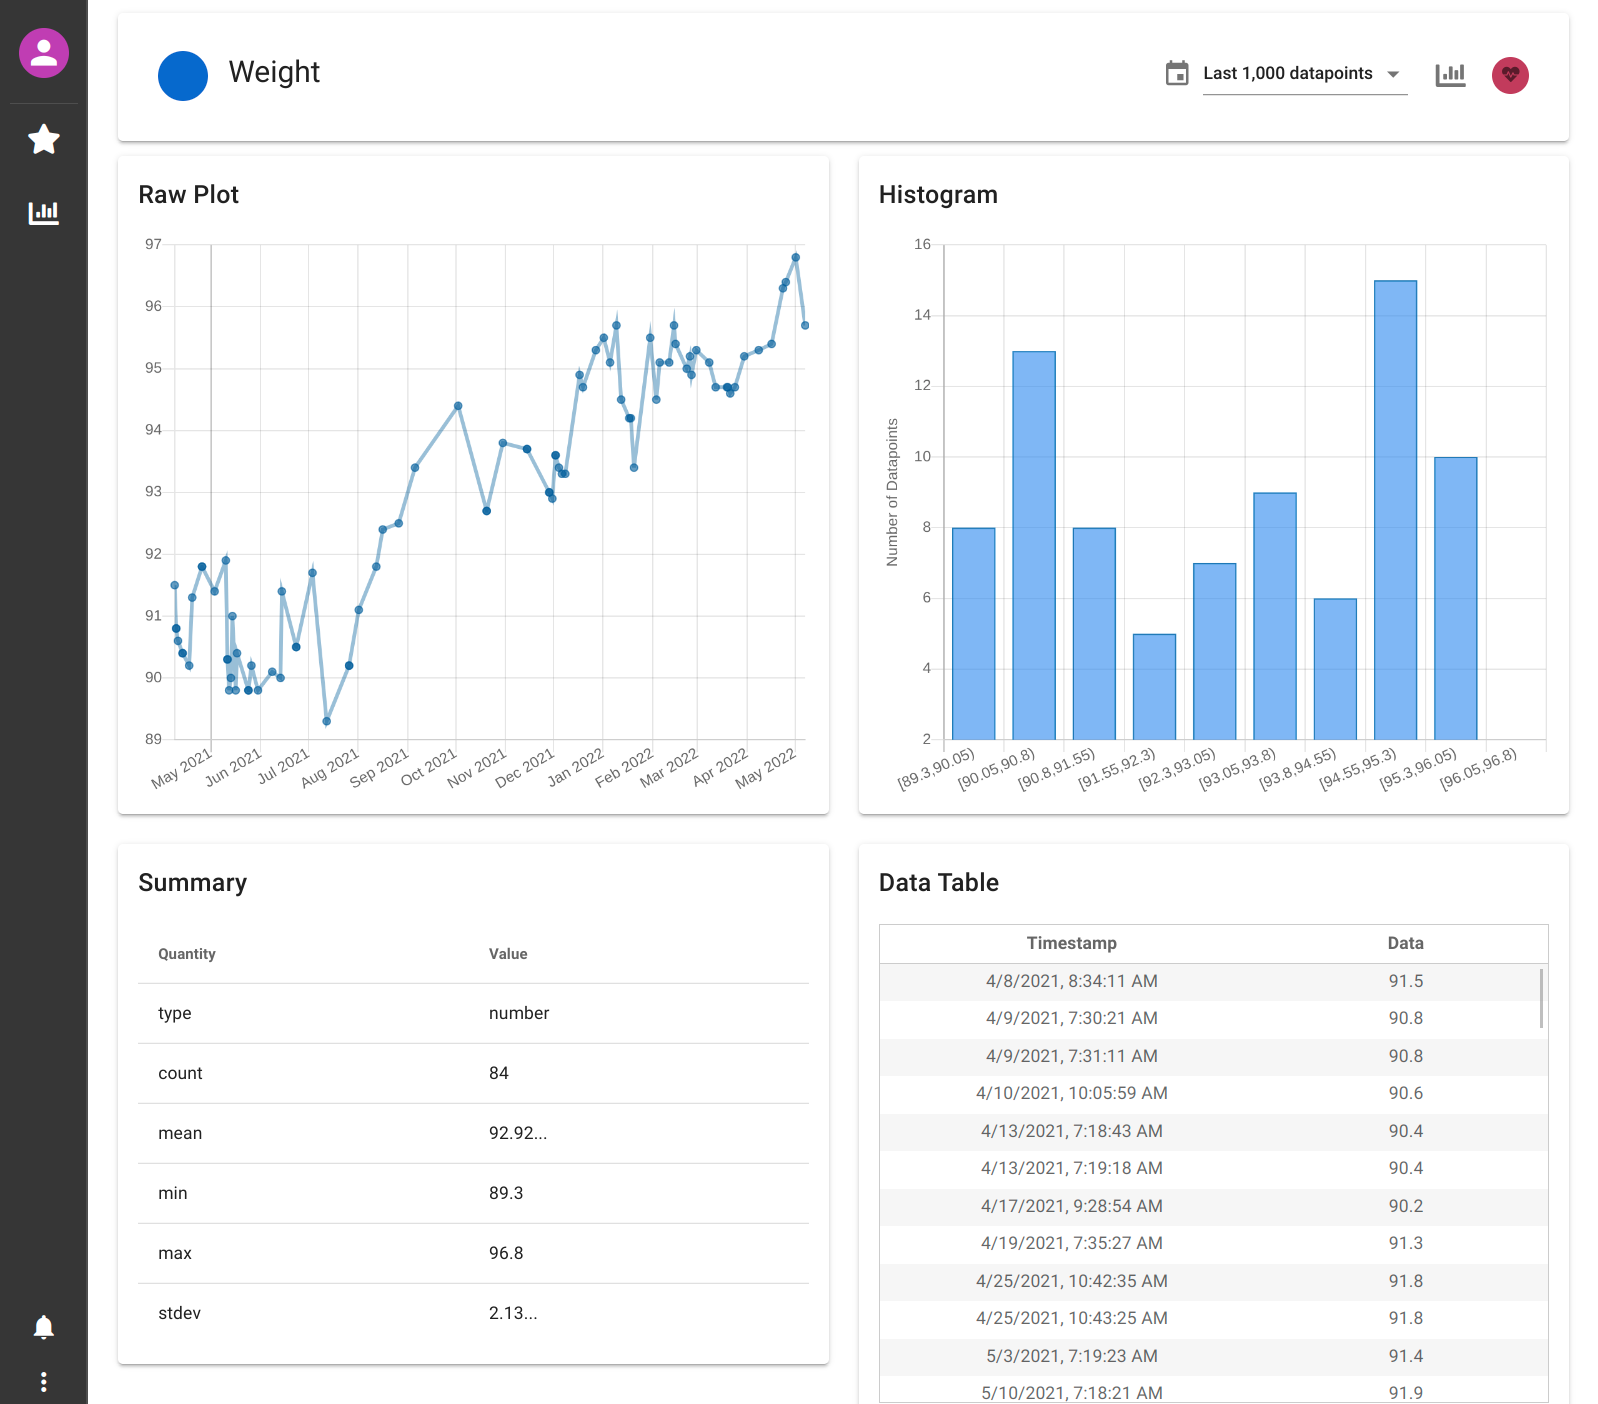 Weight
Last 1,000 datapoints
Raw Plot
97
96
95
94
93
92
91
90
89
May 2021
Jun 2021
Jul 2021
Aug 2021
Sep 2021
Oct 2021
Nov 2021
Dec 2021
Jan 2022
Feb 2022
Mar 2022
Apr 2022
May 2022
Histogram
Number of Datapoints
16
14
12
10
8
6
4
2
[89.3,90.05)
[90.05,90.8)
[90.8,91.55)
[91.55,92.3)
[92.3,93.05)
[93.05,93.8)
[93.8,94.55)
[94.55,95.3)
[95.3,96.05)
[96.05,96.8)
Summary
Quantity Value
type number
count 84
mean 92.92...
min 89.3
max 96.8
stdev 2.13...
Data Table
Timestamp Data
4/8/2021, 8:34:11 AM 91.5
4/9/2021, 7:30:21 AM 90.8
4/9/2021, 7:31:11 AM 90.8
4/10/2021, 10:05:59 AM 90.6
4/13/2021, 7:18:43 AM 90.4
4/13/2021, 7:19:18 AM 90.4
4/17/2021, 9:28:54 AM 90.2
4/19/2021, 7:35:27 AM 91.3
4/25/2021, 10:42:35 AM 91.8
4/25/2021, 10:43:25 AM 91.8
5/3/2021, 7:19:23 AM 91.4
5/10/2021, 7:18:21 AM 91.9